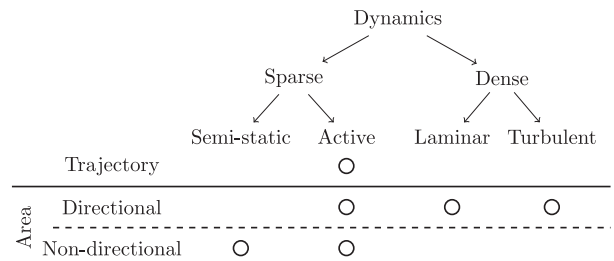 Dynamics
Sparse Dense
Semi-static Active Laminar Turbulent
Trajectory
Area
Directional
Non-directional